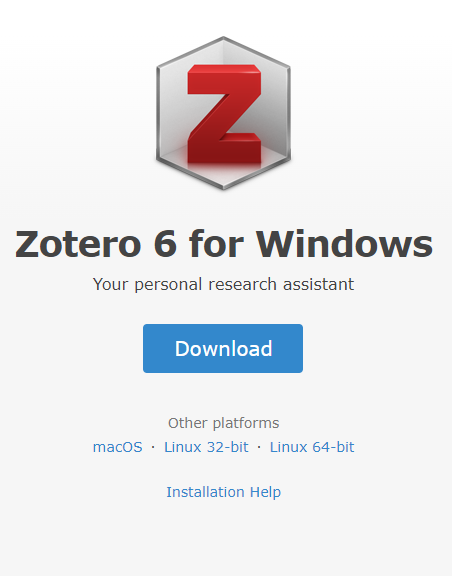 Z
Zotero 6 for Windows
Your personal research assistant
Download
Other platforms
macOS · Linux 32-bit · Linux 64-bit
Installation Help